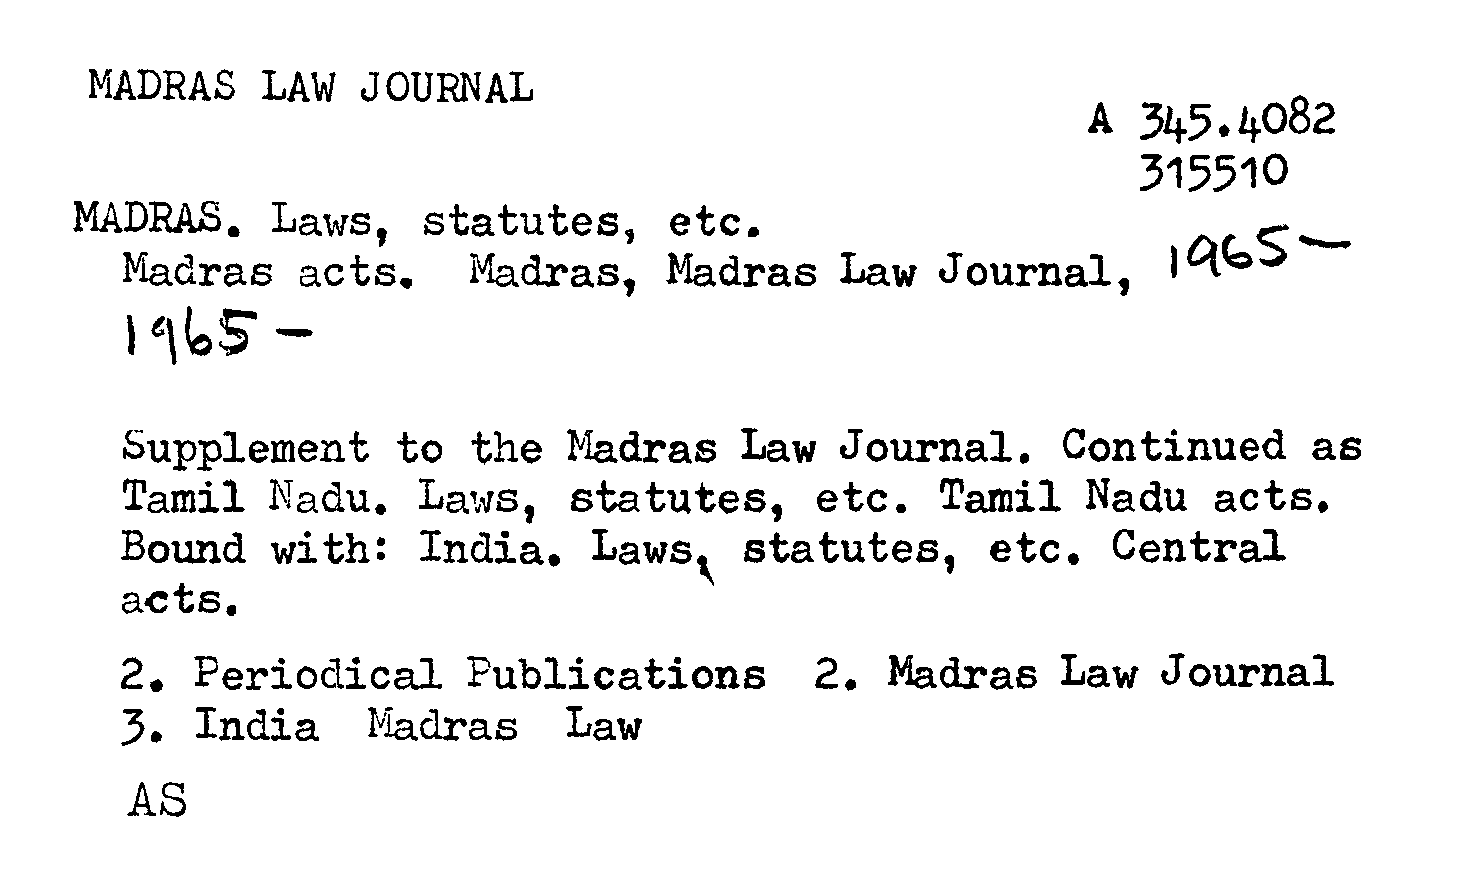 MADRAS LAW JOURNAL
A 345.4082
315510
MADRAS. Laws, statutes, etc.
Madras acts. Madras, Madras Law Journal, 1965-
1965-
Supplement to the Madras Law Journal. Continued as
Tamil Nadu. Laws, statutes, etc. Tamil Nadu acts.
Bound with: India. Laws, statutes, etc. Central
acts.
2. Periodical Publications 2. Madras Law Journal
3. India Madras Law
AS